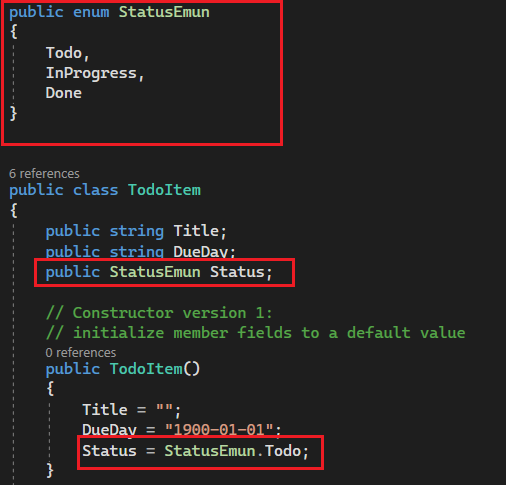 public enum StatusEmun
{
Todo,
InProgress,
Done
}
6 references
public class TodoItem
{
public string Title;
public string DueDay;
public StatusEmun Status;
// Constructor version 1:
// initialize member fields to a default value
0 references
public TodoItem()
{
Title = "";
DueDay = "1900-01-01";
Status = StatusEmun.Todo;
}